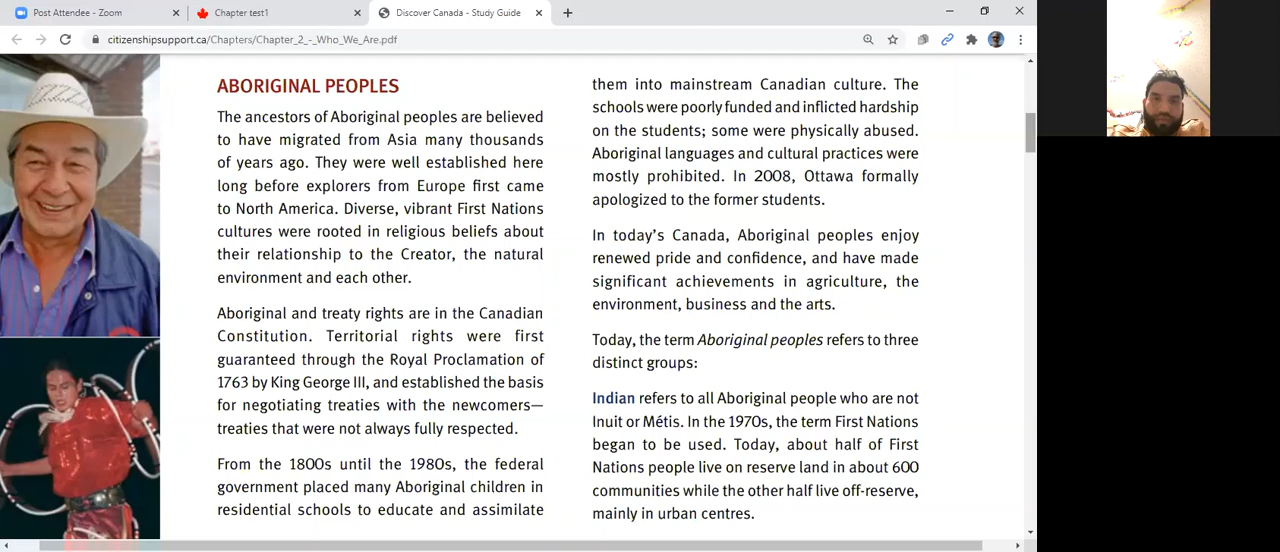 Post Attendee - Zoom
Chapter test1
Discover Canada - Study Guide
citizenshipsupport.ca/Chapters/Chapter_2_-_Who_We_Are.pdf
ABORIGINAL PEOPLES
The ancestors of Aboriginal peoples are believed
to have migrated from Asia many thousands
of years ago. They were well established here
long before explorers from Europe first came
to North America. Diverse, vibrant First Nations
cultures were rooted in religious beliefs about
their relationship to the Creator, the natural
environment and each other.
Aboriginal and treaty rights are in the Canadian
Constitution. Territorial rights were first
guaranteed through the Royal Proclamation of
1763 by King George III, and established the basis
for negotiating treaties with the newcomers—
treaties that were not always fully respected.
From the 1800s until the 1980s, the federal
government placed many Aboriginal children in
residential schools to educate and assimilate
them into mainstream Canadian culture. The
schools were poorly funded and inflicted hardship
on the students; some were physically abused.
Aboriginal languages and cultural practices were
mostly prohibited. In 2008, Ottawa formally
apologized to the former students.
In today's Canada, Aboriginal peoples enjoy
renewed pride and confidence, and have made
significant achievements in agriculture, the
environment, business and the arts.
Today, the term Aboriginal peoples refers to three
distinct groups:
Indian refers to all Aboriginal people who are not
Inuit or Métis. In the 1970s, the term First Nations
began to be used. Today, about half of First
Nations people live on reserve land in about 600
communities while the other half live off-reserve,
mainly in urban centres.